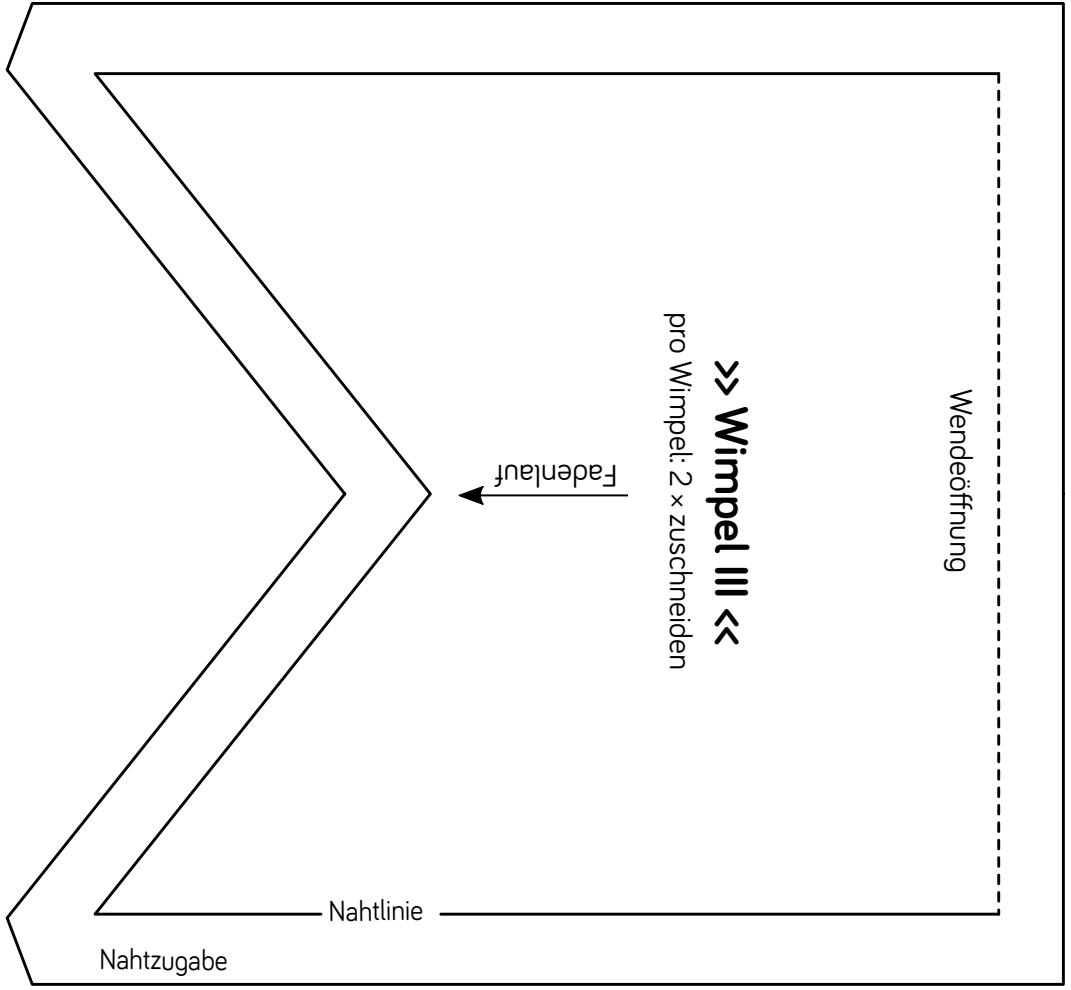 Wendeöffnung
>> Wimpel III <<
pro Wimpel: 2 × zuschneiden
Fadenlauf
Nahtlinie
Nahtzugabe